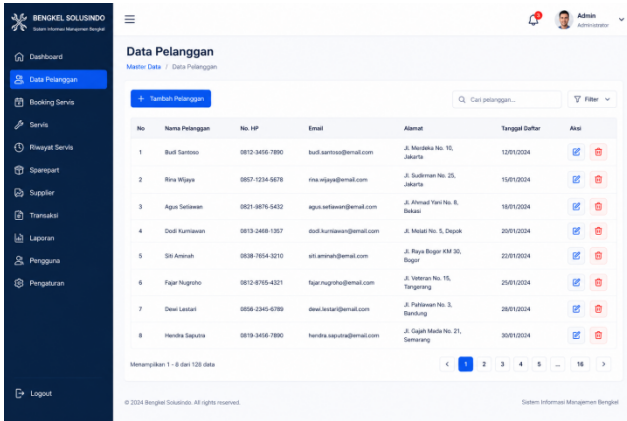 BENGKEL SOLUSINDO
Sistem Informasi Manajemen Bengkel
Dashboard
Data Pelanggan
Booking Servis
Servis
Riwayat Servis
Sparepart
Supplier
Transaksi
Laporan
Pengguna
Pengaturan
Logout
Admin
Administrator
Data Pelanggan
Master Data / Data Pelanggan
+ Tambah Pelanggan
Cari pelanggan...
Filter
No Nama Pelanggan No. HP Email Alamat Tanggal Daftar Aksi
1 Budi Santoso 0812-3456-7890 budi.santoso@email.com Jl. Merdeka No. 10, 12/01/2024
Jakarta
2 Rina Wijaya 0857-1234-5678 rina.wijaya@email.com Jl. Sudirman No. 25, 15/01/2024
Jakarta
3 Agus Setiawan 0821-9876-5432 agus.setiawan@email.com Jl. Ahmad Yani No. 8, 18/01/2024
Bekasi
4 Dodi Kurniawan 0813-2468-1357 dodi.kurniawan@email.com Jl. Melati No. 5, Depok 20/01/2024
5 Siti Aminah 0838-7654-3210 siti.aminah@email.com Jl. Raya Bogor KM 30, 22/01/2024
Bogor
6 Fajar Nugroho 0812-8765-4321 fajar.nugroho@email.com Jl. Veteran No. 15, 25/01/2024
Tangerang
7 Dewi Lestari 0856-2345-6789 dewi.lestari@email.com Jl. Pahlawan No. 3, 28/01/2024
Bandung
8 Hendra Saputra 0819-3456-7890 hendra.saputra@email.com Jl. Gajah Mada No. 21, 30/01/2024
Semarang
Menampilkan 1 - 8 dari 128 data
< 1 2 3 4 5 ... 16 >
© 2024 Bengkel Solusindo. All rights reserved.
Sistem Informasi Manajemen Bengkel